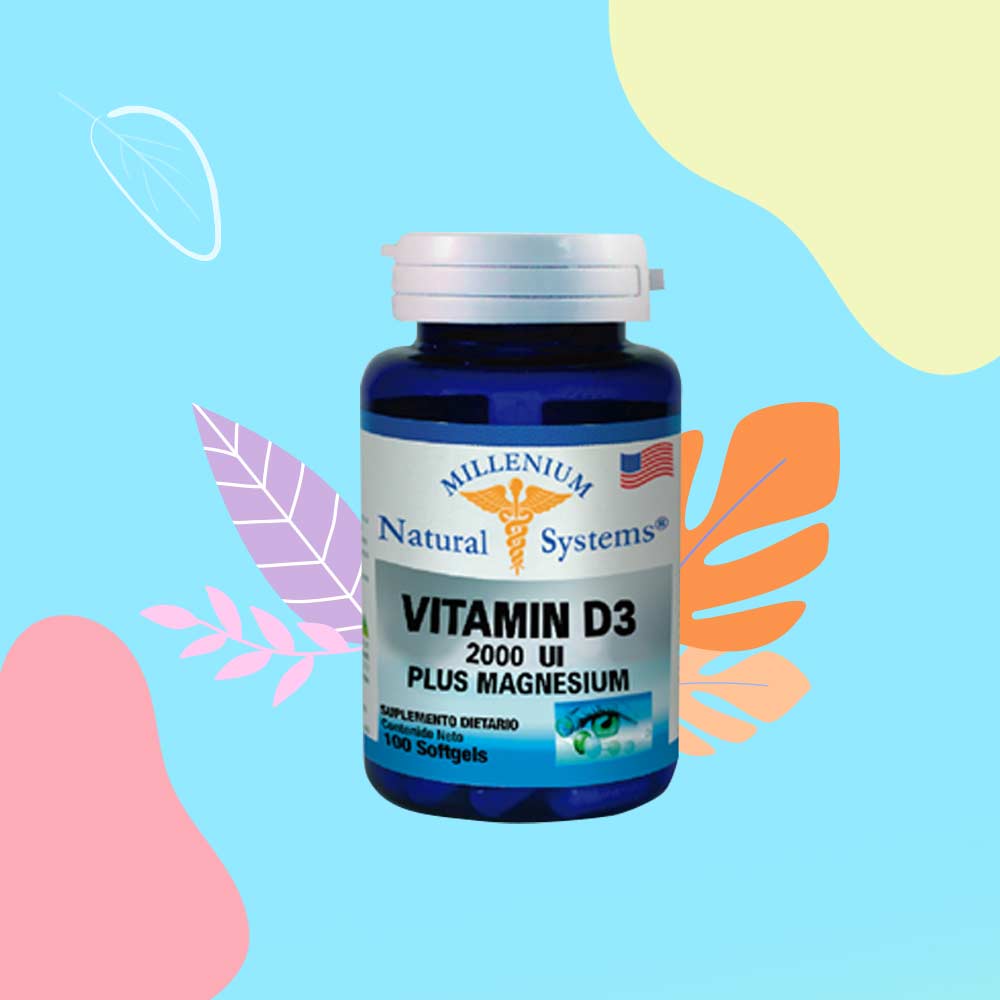 MILLENIUM
Natural Systems®
VITAMIN D3
2000 UI
PLUS MAGNESIUM
SUPLEMENTO DIETARIO
Contenido Neto
100 Softgels